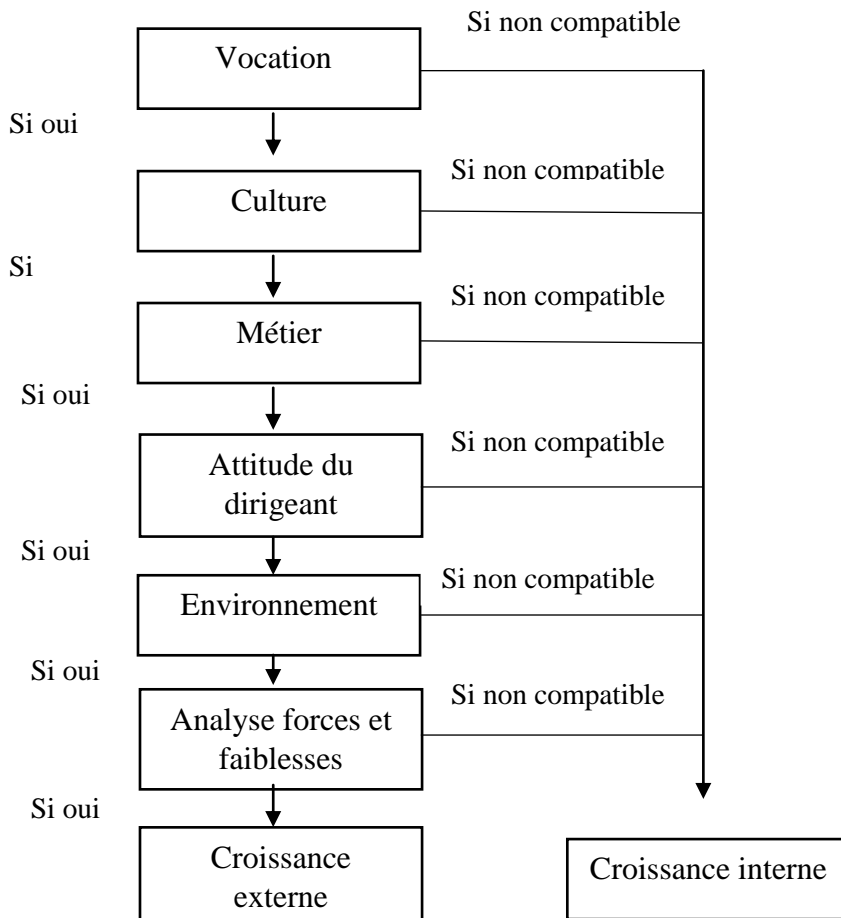 Si non compatible
Vocation
Si oui
Si non compatible
Culture
Si
Si non compatible
Métier
Si oui
Si non compatible
Attitude du
dirigeant
Si oui
Si non compatible
Environnement
Si oui
Si non compatible
Analyse forces et
faiblesses
Si oui
Croissance
externe
Croissance interne